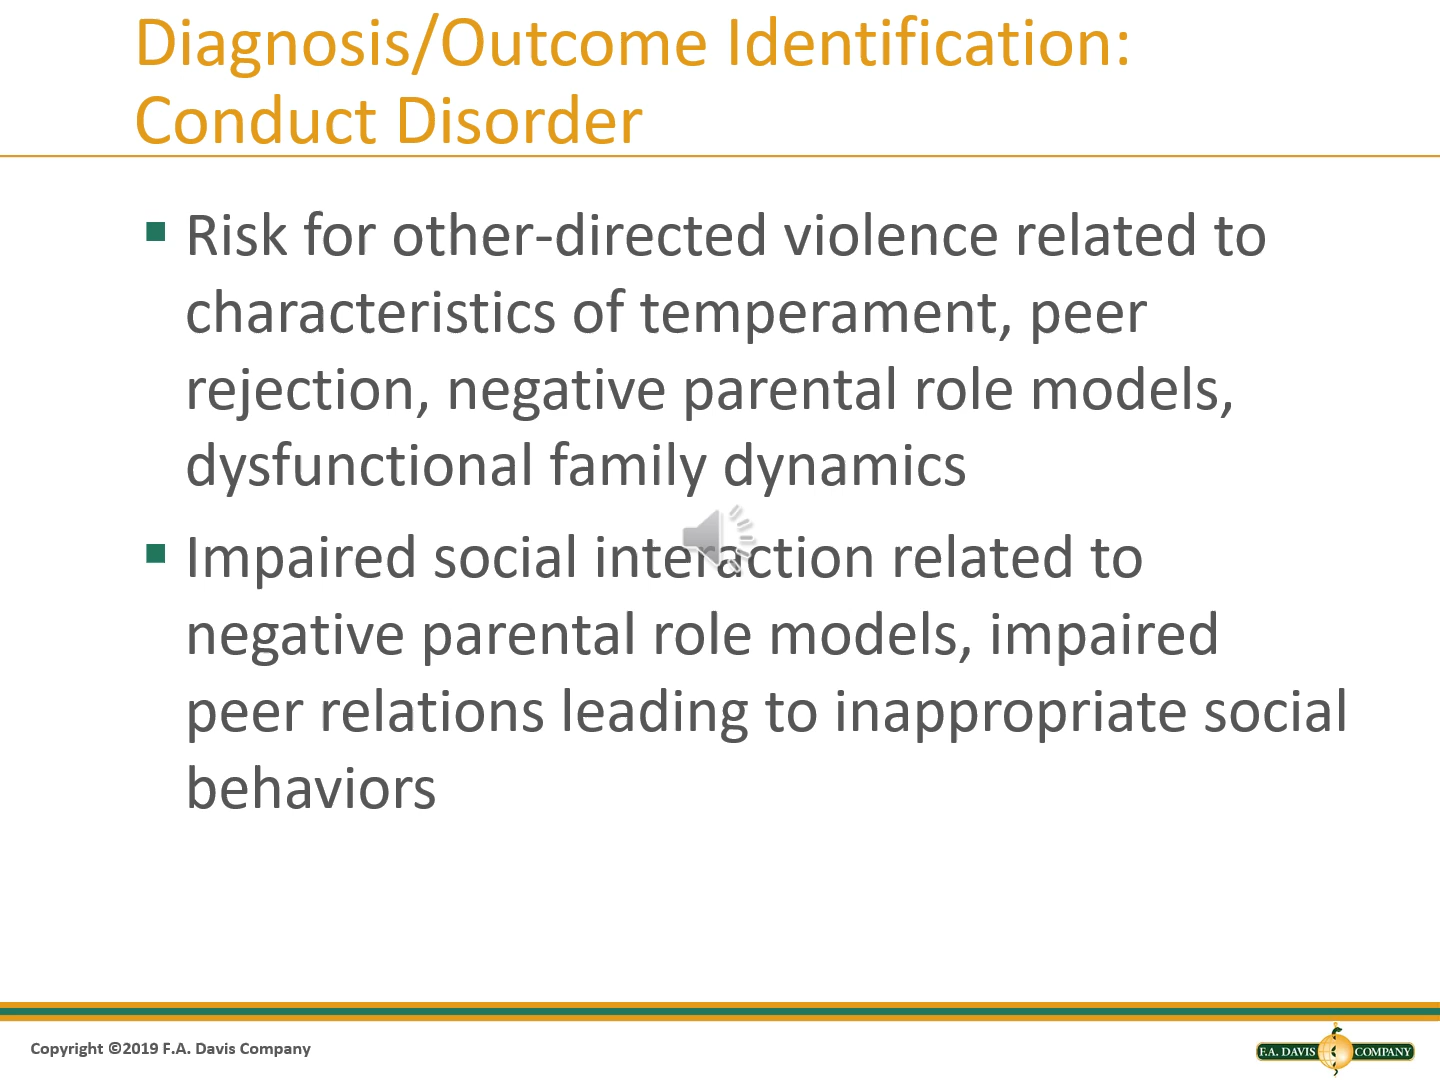 Diagnosis/Outcome Identification:
Conduct Disorder
Risk for other-directed violence related to
characteristics of temperament, peer
rejection, negative parental role models,
dysfunctional family dynamics
Impaired social interaction related to
negative parental role models, impaired
peer relations leading to inappropriate social
behaviors
Copyright ©2019 F.A. Davis Company
F.A. DAVIS COMPANY